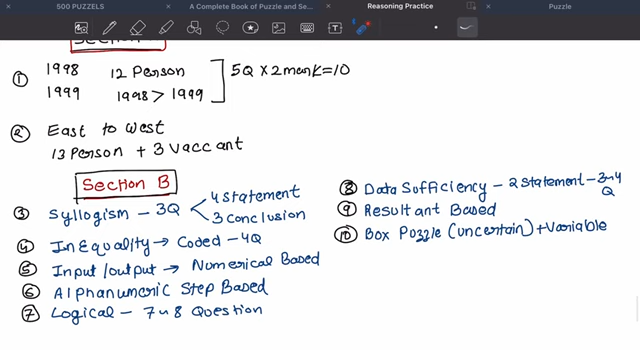 500 PUZZELS
A Complete Book of Puzzle and Se...
Reasoning Practice
Puzzle
① 1998 12 Person ] 5Q × 2 mark = 10
1999 1998 > 1999
② East to West
13 Person + 3 Vaccant
Section B
③ Syllogism - 3Q < 4 statement
3 conclusion
④ InEquality → Coded - 4Q
⑤ Input/output → Numerical Based
⑥ Alphanumeric Step Based
⑦ Logical - 7~8 Question
⑧ Data Sufficiency - 2 Statement - 3~4
Q
⑨ Resultant Based
⑩ Box Puzzle (uncertain) + Variable